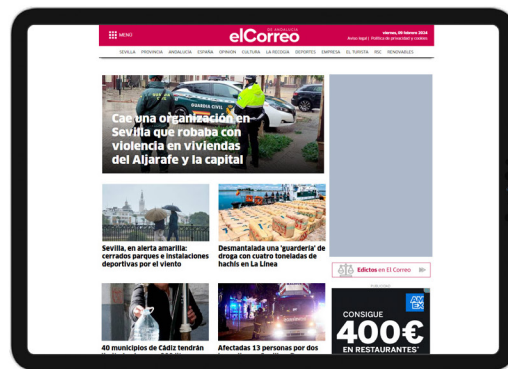 MENÚ
elCorreo
DE ANDALUCÍA
viernes, 09 febrero 2024
Aviso legal | Política de privacidad y cookies
SEVILLA PROVINCIA ANDALUCÍA ESPAÑA OPINIÓN CULTURA LA RECOGÍA DEPORTES EMPRESA EL TURISTA RSC RENOVABLES
GUARDIA CIVIL
Cae una organización en
Sevilla que robaba con
violencia en viviendas
del Aljarafe y la capital
Sevilla, en alerta amarilla:
cerrados parques e instalaciones
deportivas por el viento
Desmantalada una 'guardería' de
droga con cuatro toneladas de
hachís en La Línea
Edictos en El Correo
PUBLICIDAD
AM
EX
CONSIGUE
400€
EN RESTAURANTES*
40 municipios de Cádiz tendrán
Afectadas 13 personas por dos